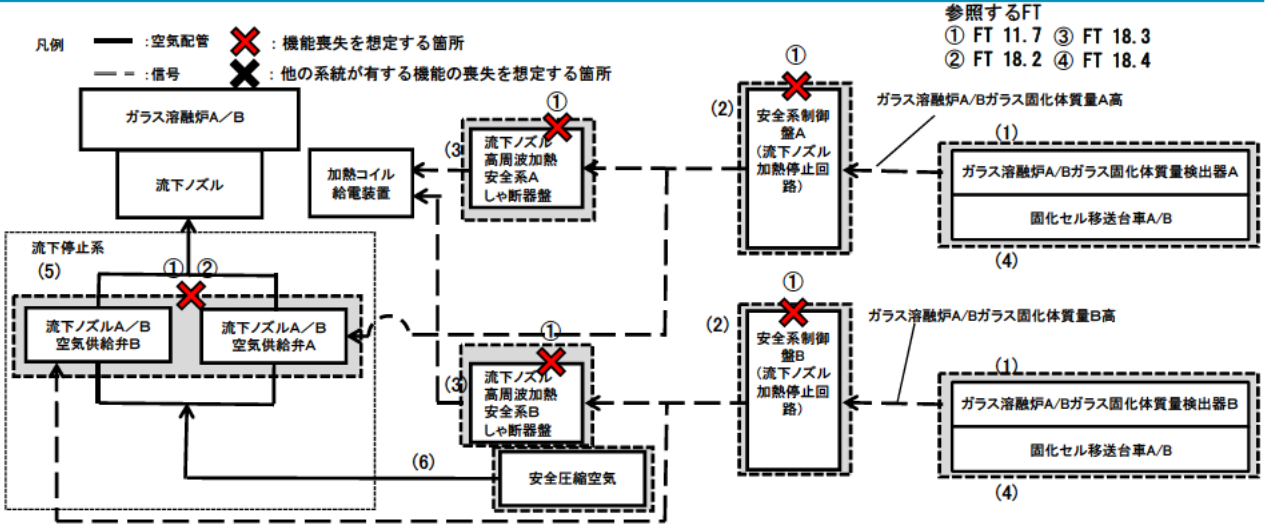 参照するFT
① FT 11.7 ③ FT 18.3
② FT 18.2 ④ FT 18.4
凡例
:空気配管
:機能喪失を想定する箇所
:信号
:他の系統が有する機能の喪失を想定する箇所
ガラス溶融炉A/B
流下ノズル
加熱コイル
給電装置
①
(3
流下ノズル
高周波加熱
安全系A
しゃ断器盤
①
(2)
安全系制御
盤A
(流下ノズル
加熱停止回
路)
ガラス溶融炉A/Bガラス固化体質量A高
(1)
ガラス溶融炉A/Bガラス固化体質量検出器A
固化セル移送台車A/B
(4)
流下停止系
(5)
① ②
流下ノズルA/B
空気供給弁B
流下ノズルA/B
空気供給弁A
①
(3)
流下ノズル
高周波加熱
安全系B
しゃ断器盤
①
(2)
安全系制御
盤B
(流下ノズル
加熱停止回
路)
ガラス溶融炉A/Bガラス固化体質量B高
(1)
ガラス溶融炉A/Bガラス固化体質量検出器B
固化セル移送台車A/B
(4)
(6)
安全圧縮空気